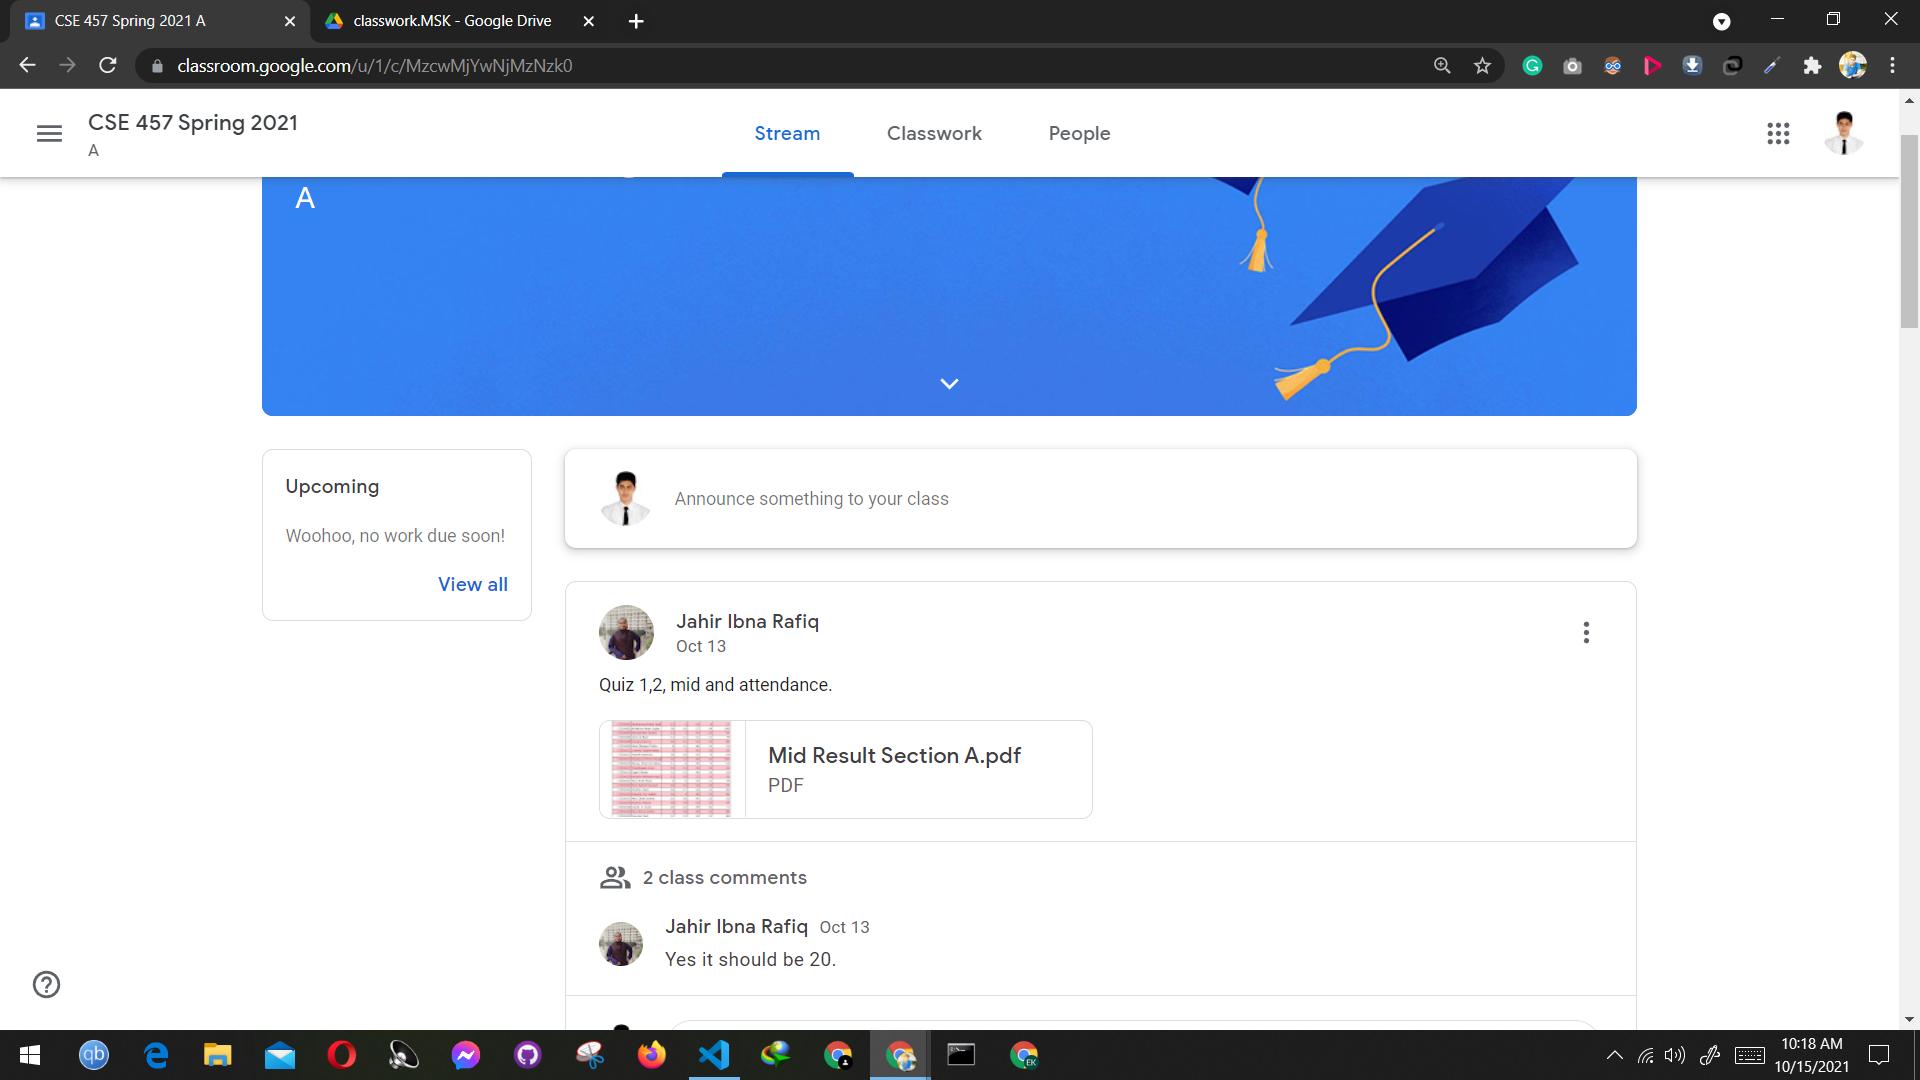 CSE 457 Spring 2021 A
classwork.MSK - Google Drive
classroom.google.com/u/1/c/MzcwMjYwNjMzNzk0
CSE 457 Spring 2021
A
Stream
Classwork
People
A
Upcoming
Woohoo, no work due soon!
View all
Announce something to your class
Jahir Ibna Rafiq
Oct 13
Quiz 1,2, mid and attendance.
Mid Result Section A.pdf
PDF
2 class comments
Jahir Ibna Rafiq Oct 13
Yes it should be 20.
qb
EK
10:18 AM
10/15/2021